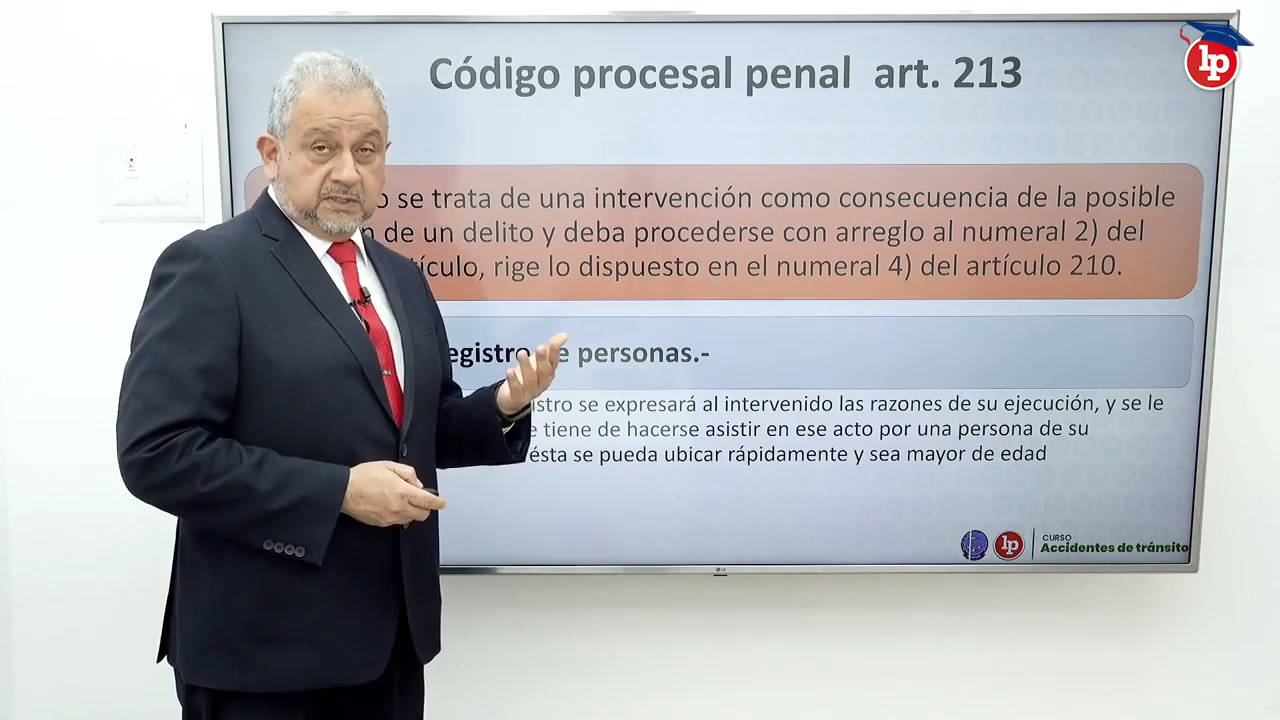 Código procesal penal art. 213
lp
se trata de una intervención como consecuencia de la posible
de un delito y deba procederse con arreglo al numeral 2) del
rige lo dispuesto en el numeral 4) del artículo 210.
personas.-
se expresará al intervenido las razones de su ejecución, y se le
tiene de hacerse asistir en ese acto por una persona de su
ésta se pueda ubicar rápidamente y sea mayor de edad
lp
CURSO
Accidentes de tránsito
LG